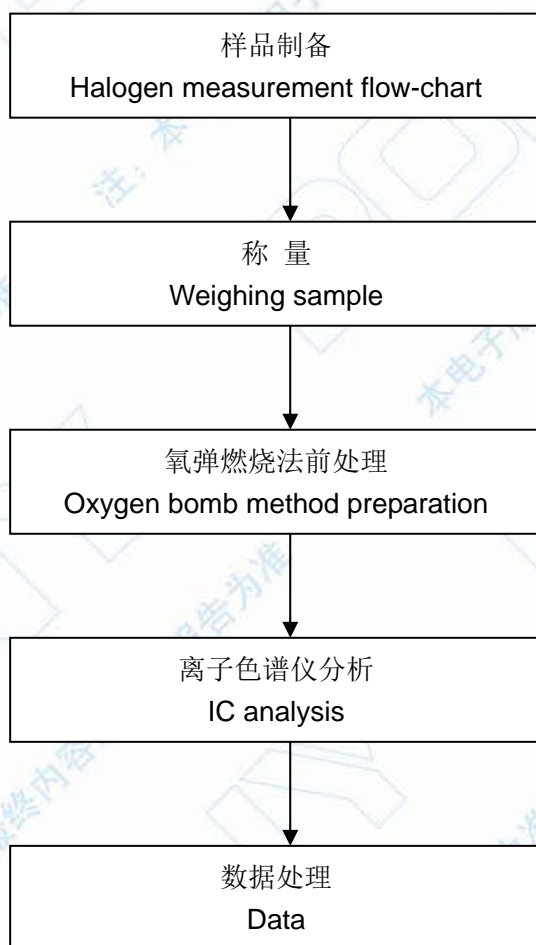 样品制备
Halogen measurement flow-chart
称 量
Weighing sample
氧弹燃烧法前处理
Oxygen bomb method preparation
离子色谱仪分析
IC analysis
数据处理
Data